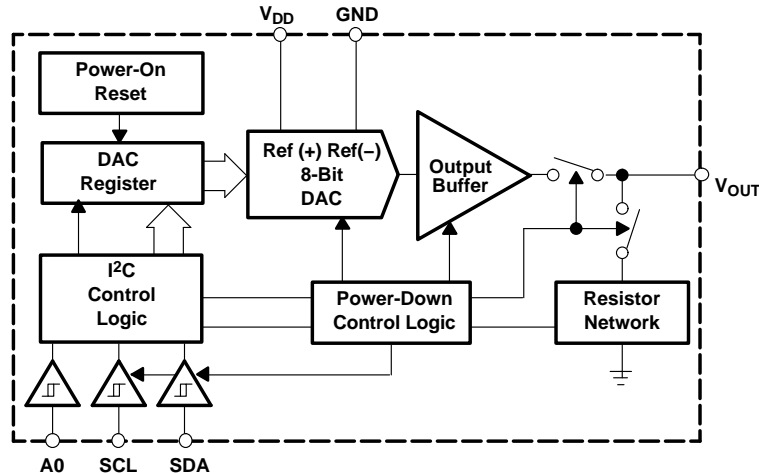 V_DD GND
Power-On
Reset
DAC
Register
Ref (+) Ref(−)
8-Bit
DAC
Output
Buffer
V_OUT
I²C
Control
Logic
Power-Down
Control Logic
Resistor
Network
A0 SCL SDA